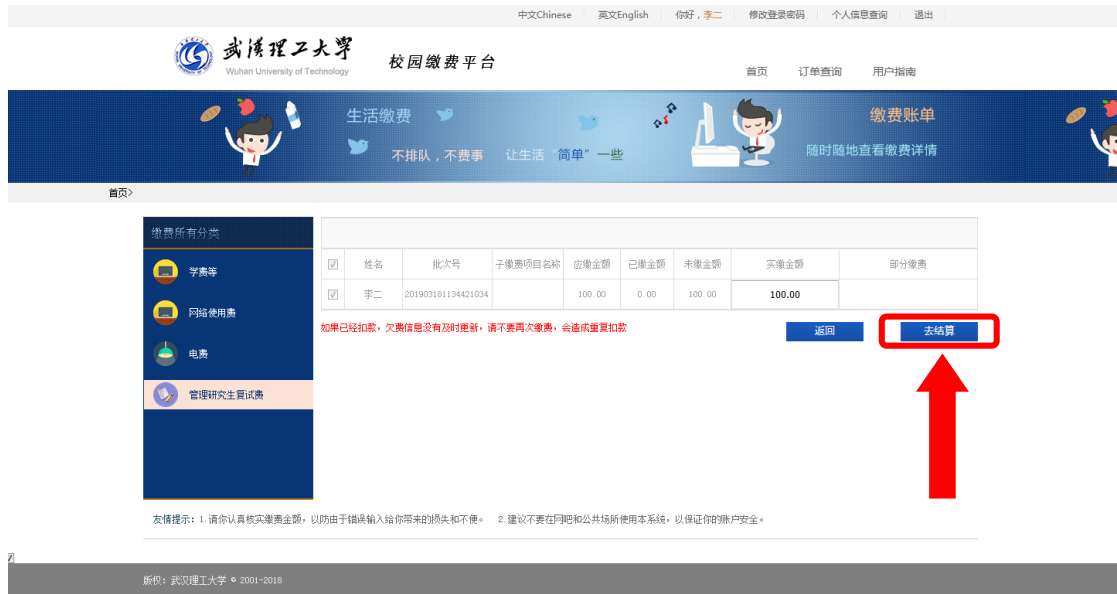 中文Chinese 英文English 你好，李二 修改登录密码 个人信息查询 退出
武漢理工大学
Wuhan University of Technology
校园缴费平台
首页 订单查询 用户指南
生活缴费
不排队，不费事 让生活“简单”一些
缴费账单
随时随地查看缴费详情
首页>
缴费所有分类
学费等
网络使用费
电费
管理研究生复试费
姓名 批次号 子缴费项目名称 应缴金额 已缴金额 未缴金额 实缴金额 部分缴费
李二 201903181134421034 100.00 0.00 100.00 100.00
如果已经扣款，欠费信息没有及时更新，请不要再次缴费，会造成重复扣款
返回 去结算
友情提示：1.请你认真核实缴费金额，以防由于错误输入给你带来的损失和不便。 2.建议不要在网吧和公共场所使用本系统，以保证你的账户安全。
版权：武汉理工大学 © 2001-2018